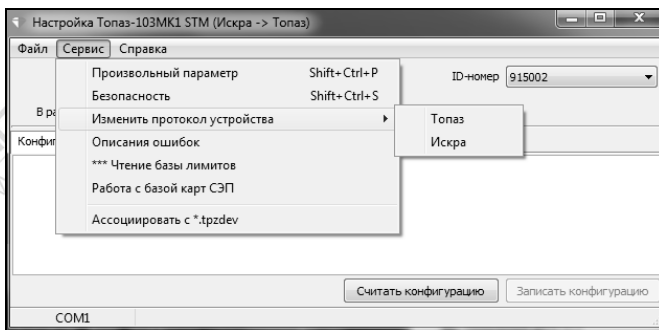 Настройка Топаз-103МК1 STM (Искра -> Топаз)
Файл Сервис Справка
Произвольный параметр Shift+Ctrl+P
ID-номер 915002
Безопасность Shift+Ctrl+S
В ра
Изменить протокол устройства
Топаз
Конфиг
Описания ошибок
Искра
*** Чтение базы лимитов
Работа с базой карт СЭП
Ассоциировать с *.tpzdev
Считать конфигурацию Записать конфигурацию
COM1